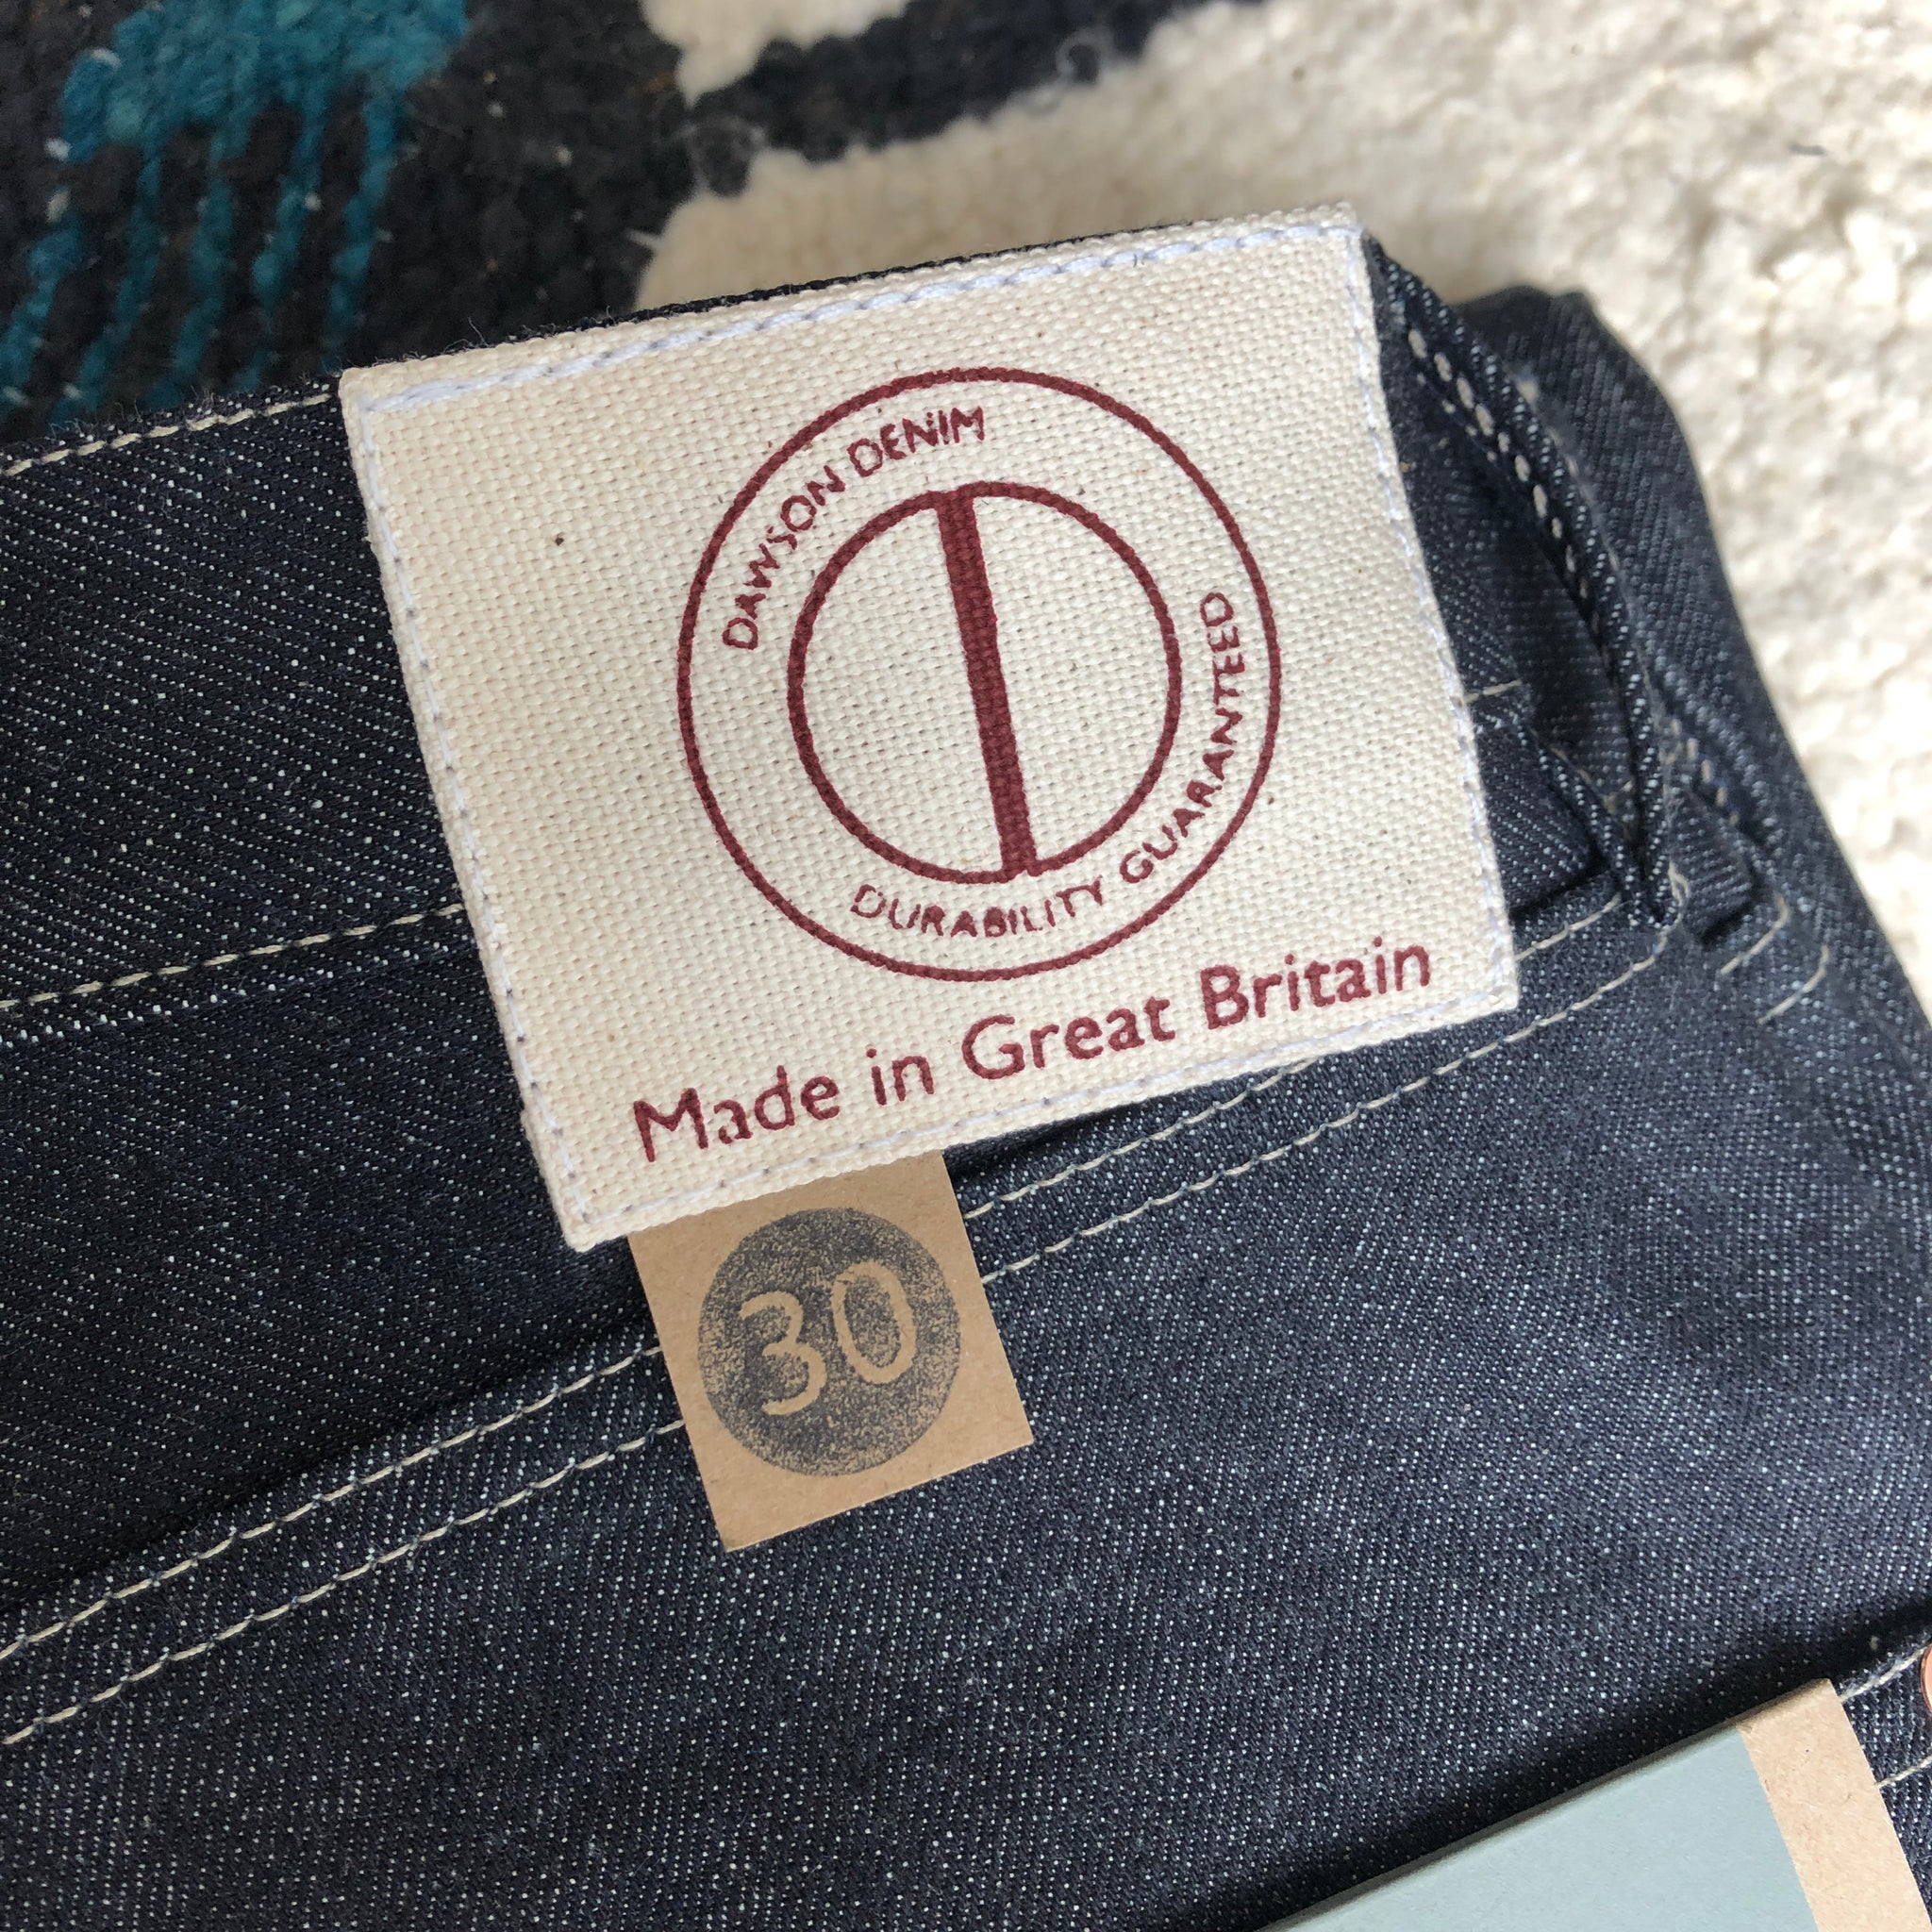 DAWSON DENIM
DURABILITY GUARANTEED
Made in Great Britain
30